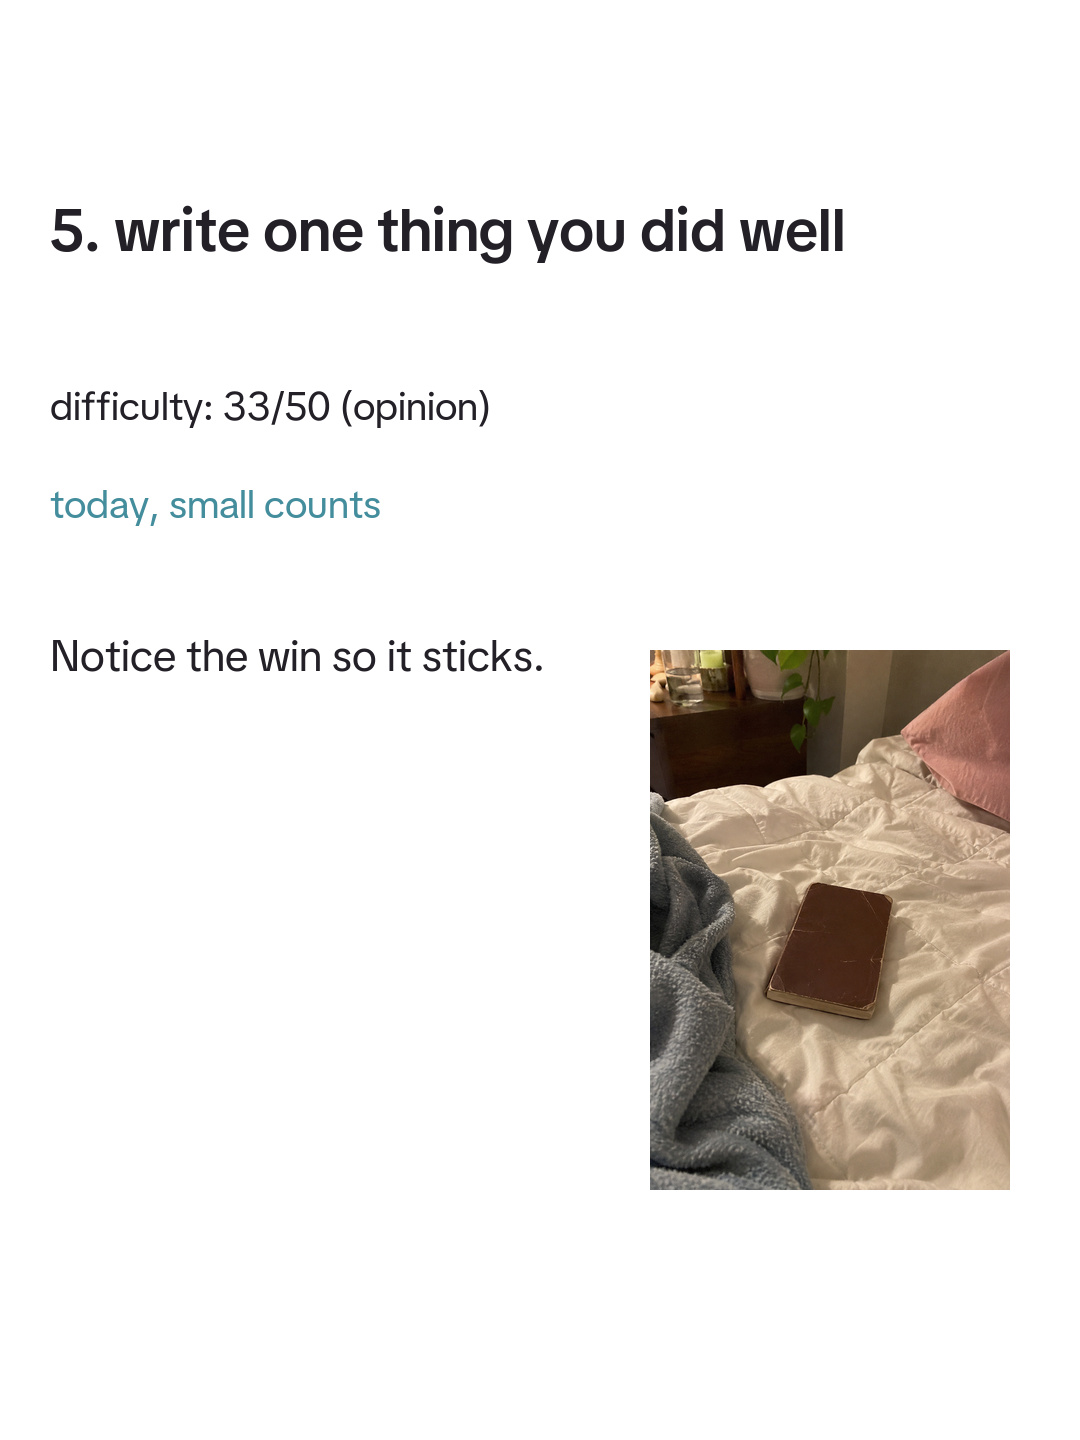 5. write one thing you did well
difficulty: 33/50 (opinion)
today, small counts
Notice the win so it sticks.